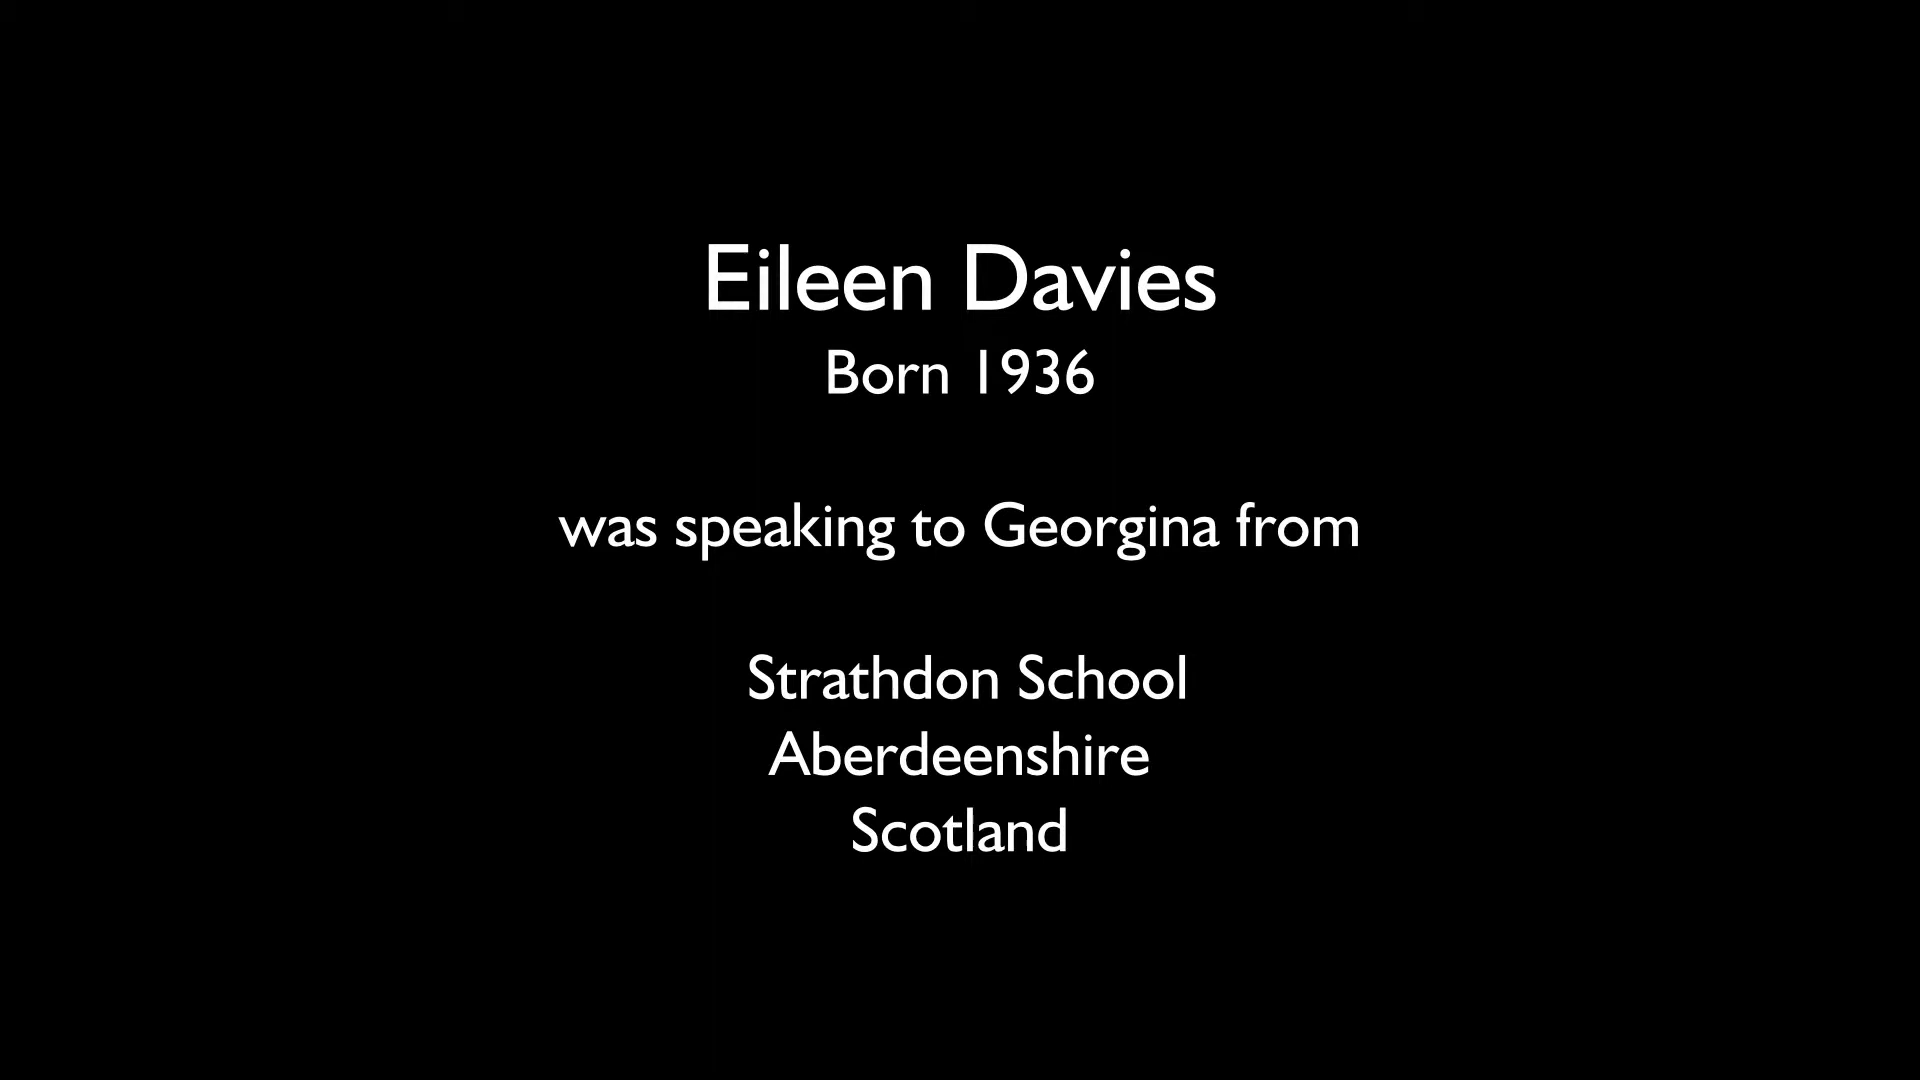 Eileen Davies
Born 1936
was speaking to Georgina from
Strathdon School
Aberdeenshire
Scotland